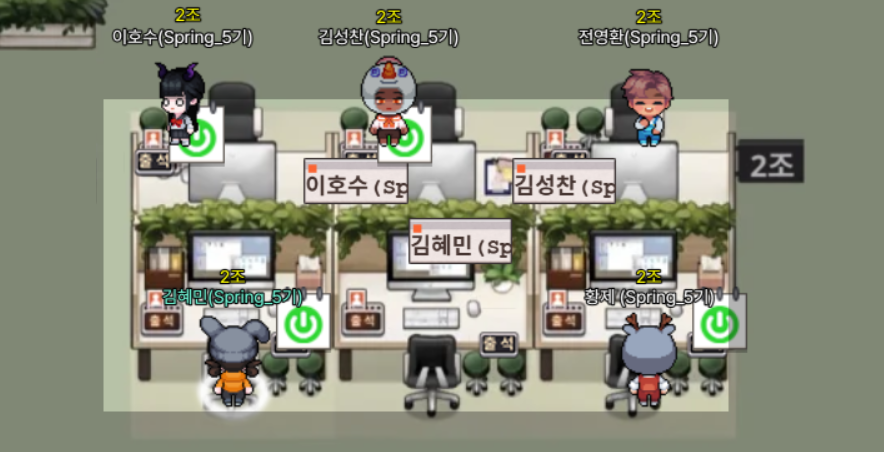 2조
이호수(Spring_5기)
2조
김성찬(Spring_5기)
2조
전영환(Spring_5기)
출석
2조
이호수(Sp
김성찬(Sp
김혜민(Sp
2조
김혜민(Spring_5기)
2조
황제 (Spring_5기)
출석
출석
출석
출석